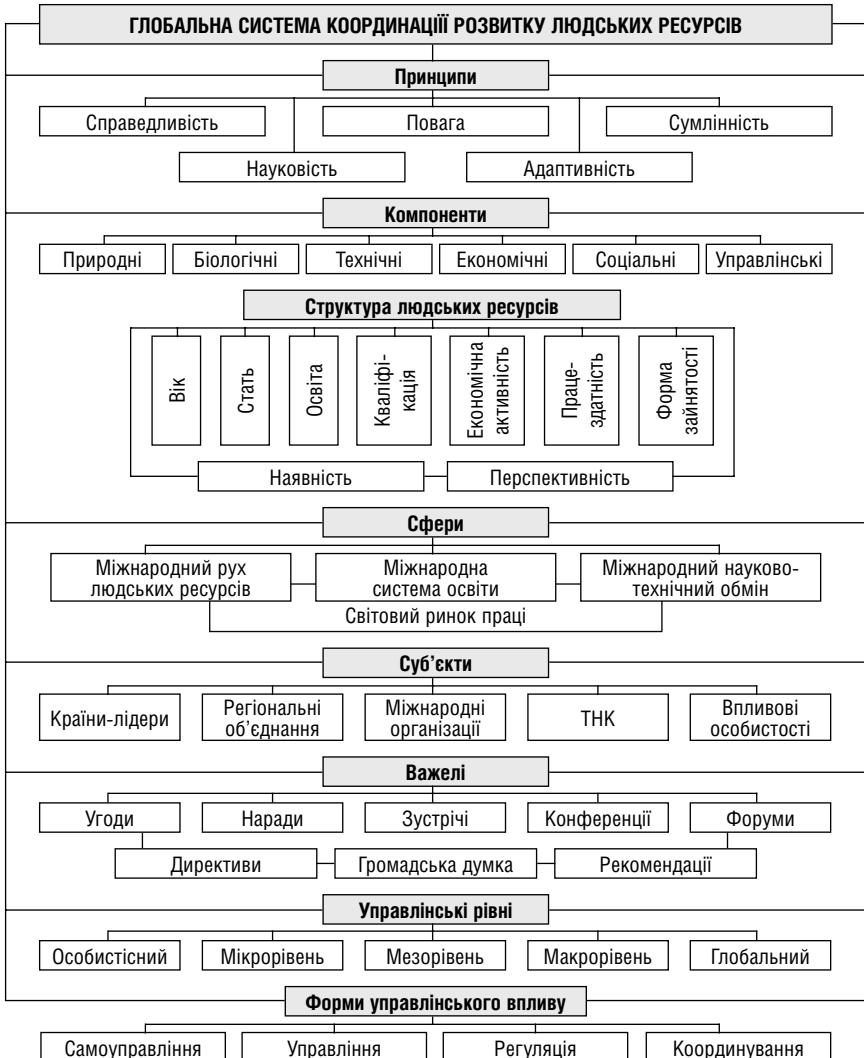 ГЛОБАЛЬНА СИСТЕМА КООРДИНАЦІЇ РОЗВИТКУ ЛЮДСЬКИХ РЕСУРСІВ
Принципи
Справедливість
Повага
Сумлінність
Науковість
Адаптивність
Компоненти
Природні
Біологічні
Технічні
Економічні
Соціальні
Управлінські
Структура людських ресурсів
Вік
Стать
Освіта
Кваліфі-
кація
Економічна
активність
Праце-
здатність
Форма
зайнятості
Наявність
Перспективність
Сфери
Міжнародний рух
людських ресурсів
Міжнародна
система освіти
Міжнародний науково-
технічний обмін
Світовий ринок праці
Суб’єкти
Країни-лідери
Регіональні
об’єднання
Міжнародні
організації
ТНК
Впливові
особистості
Важелі
Угоди
Наради
Зустрічі
Конференції
Форуми
Директиви
Громадська думка
Рекомендації
Управлінські рівні
Особистісний
Мікрорівень
Мезорівень
Макрорівень
Глобальний
Форми управлінського впливу
Самоуправління
Управління
Регуляція
Координування